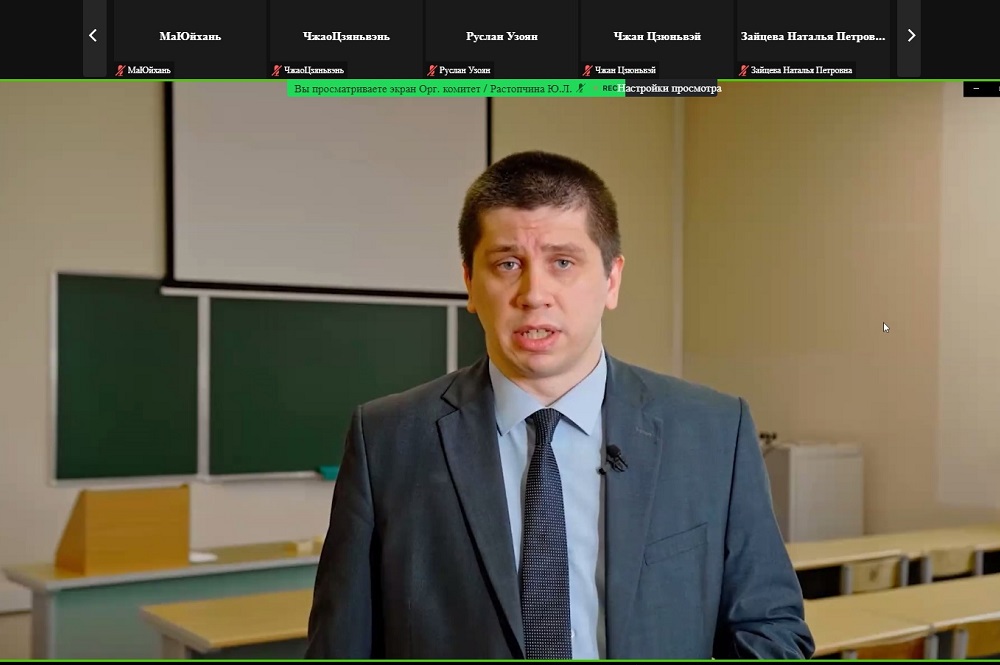 МаЮйхань
ЧжаоЦзяньвэнь
Руслан Узоян
Чжан Цзюньвэй
Зайцева Наталья Петров...
МаЮйхань
ЧжаоЦзяньвэнь
Руслан Узоян
Чжан Цзюньвэй
Зайцева Наталья Петровна
Вы просматриваете экран Орг. комитет / Растопчина Ю.Л.
REC
Настройки просмотра